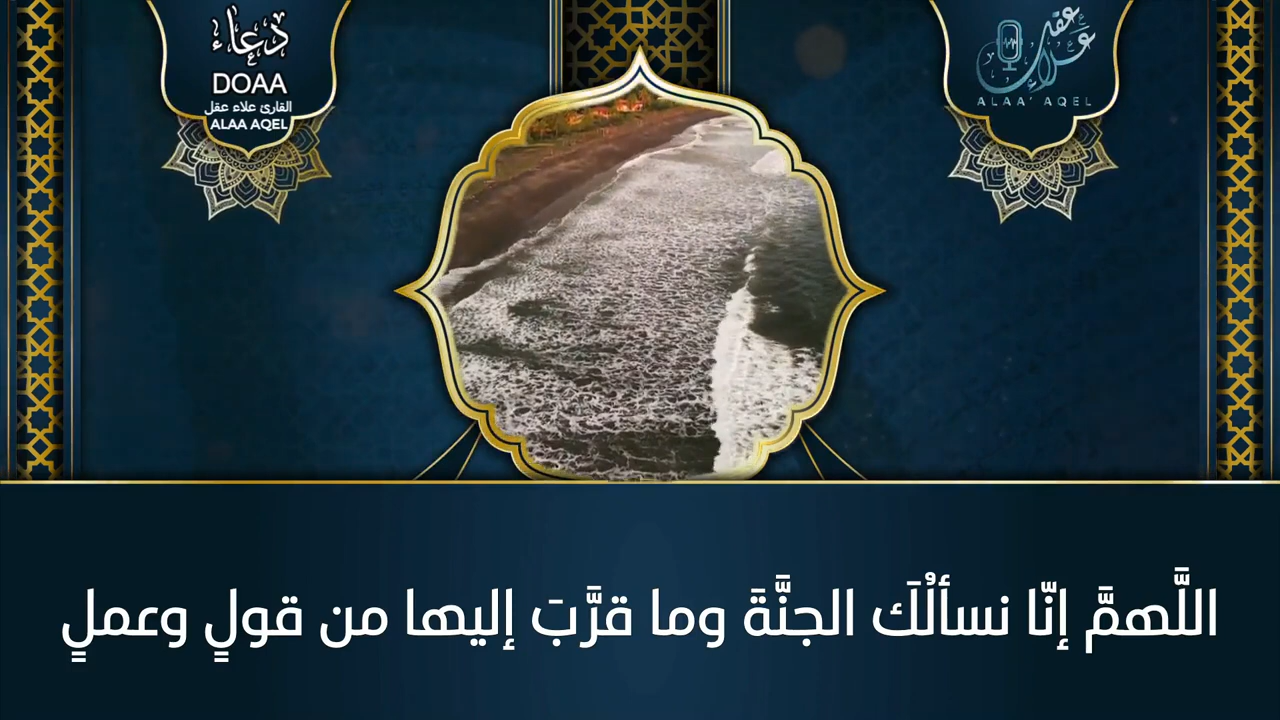 دعاء
DOAA
القارئ علاء عقل
ALAA AQEL
علاء عقل
ALAA' AQEL
اللَّهمَّ إنّا نسألُكَ الجنَّةَ وما قرَّبَ إليها من قولٍ وعملٍ